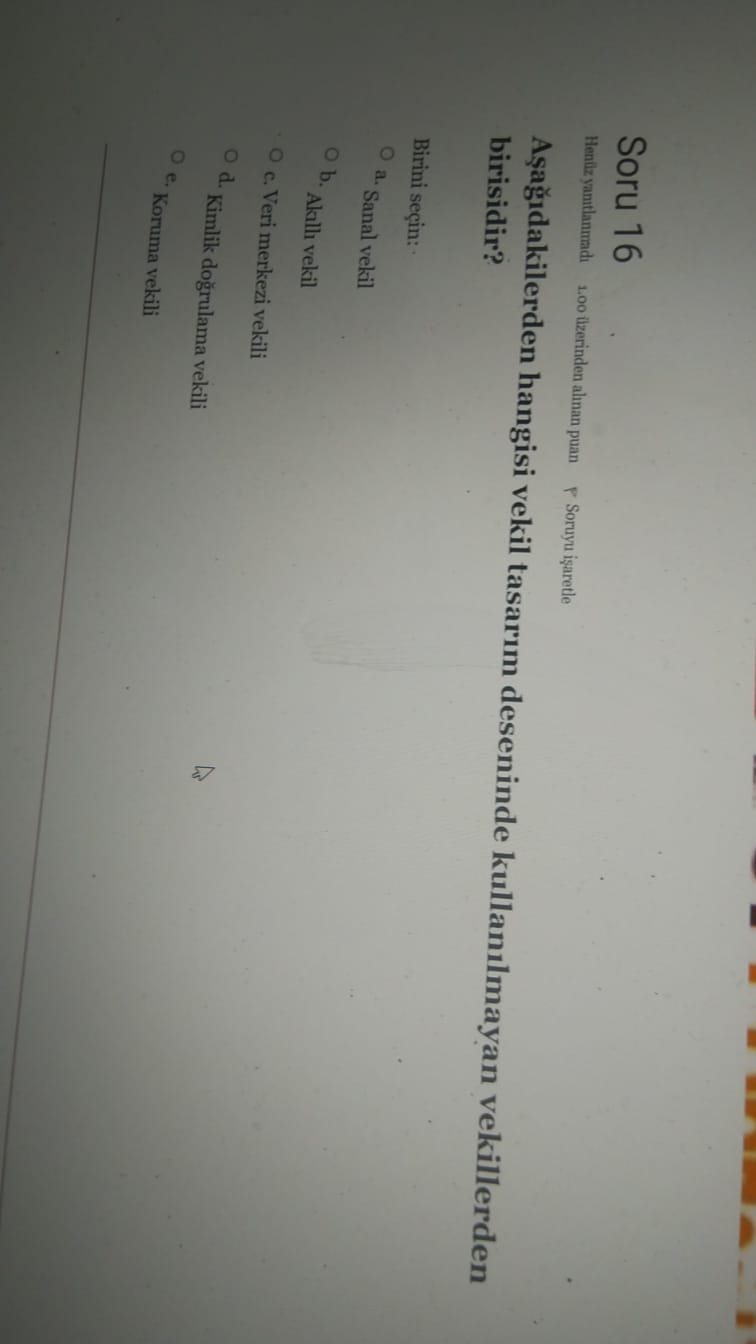 Soru 16
Henüz yanıtlanmadı 1,00 üzerinden alınan puan Soruyu işaretle
Aşağıdakilerden hangisi vekil tasarım deseninde kullanılmayan vekillerden
birisidir?
Birini seçin:
a. Sanal vekil
b. Akıllı vekil
c. Veri merkezi vekili
d. Kimlik doğrulama vekili
e. Koruma vekili